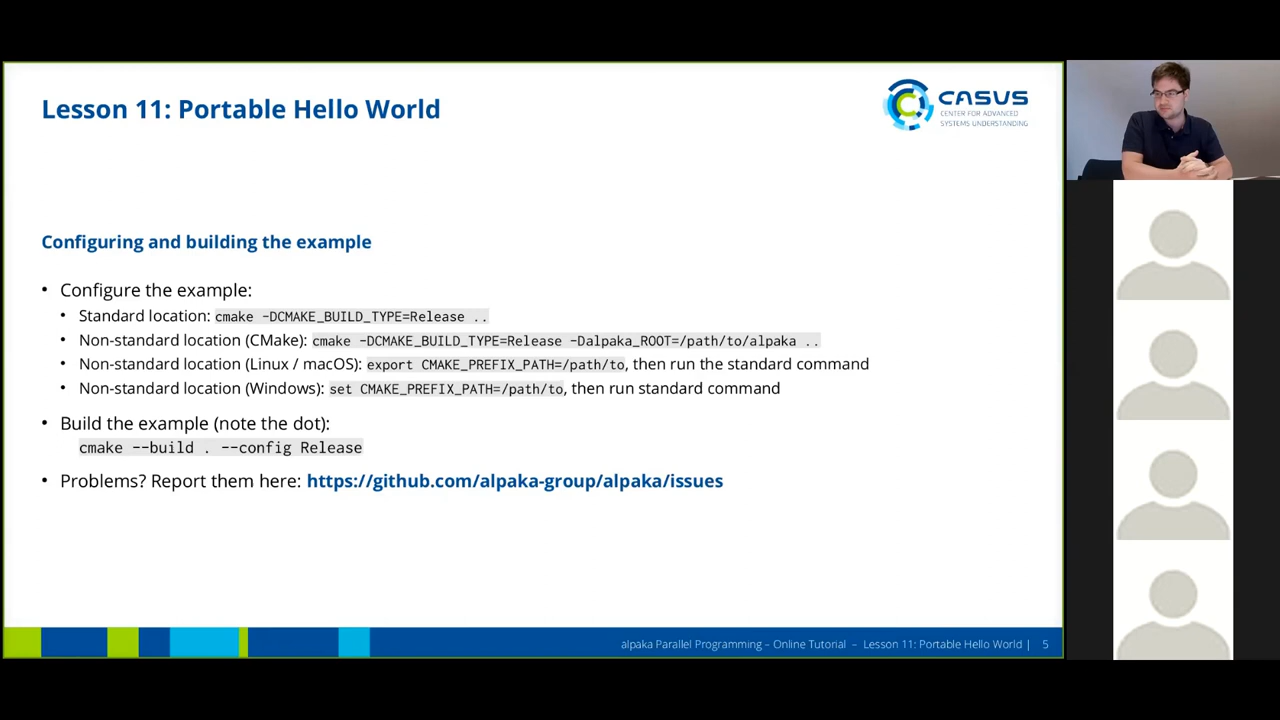 Lesson 11: Portable Hello World
CASUS
CENTER FOR ADVANCED
SYSTEMS UNDERSTANDING
Configuring and building the example
• Configure the example:
• Standard location: cmake -DCMAKE_BUILD_TYPE=Release ..
• Non-standard location (CMake): cmake -DCMAKE_BUILD_TYPE=Release -Dalpaka_ROOT=/path/to/alpaka ..
• Non-standard location (Linux / macOS): export CMAKE_PREFIX_PATH=/path/to, then run the standard command
• Non-standard location (Windows): set CMAKE_PREFIX_PATH=/path/to, then run standard command
• Build the example (note the dot):
cmake --build . --config Release
• Problems? Report them here: https://github.com/alpaka-group/alpaka/issues
alpaka Parallel Programming – Online Tutorial – Lesson 11: Portable Hello World | 5